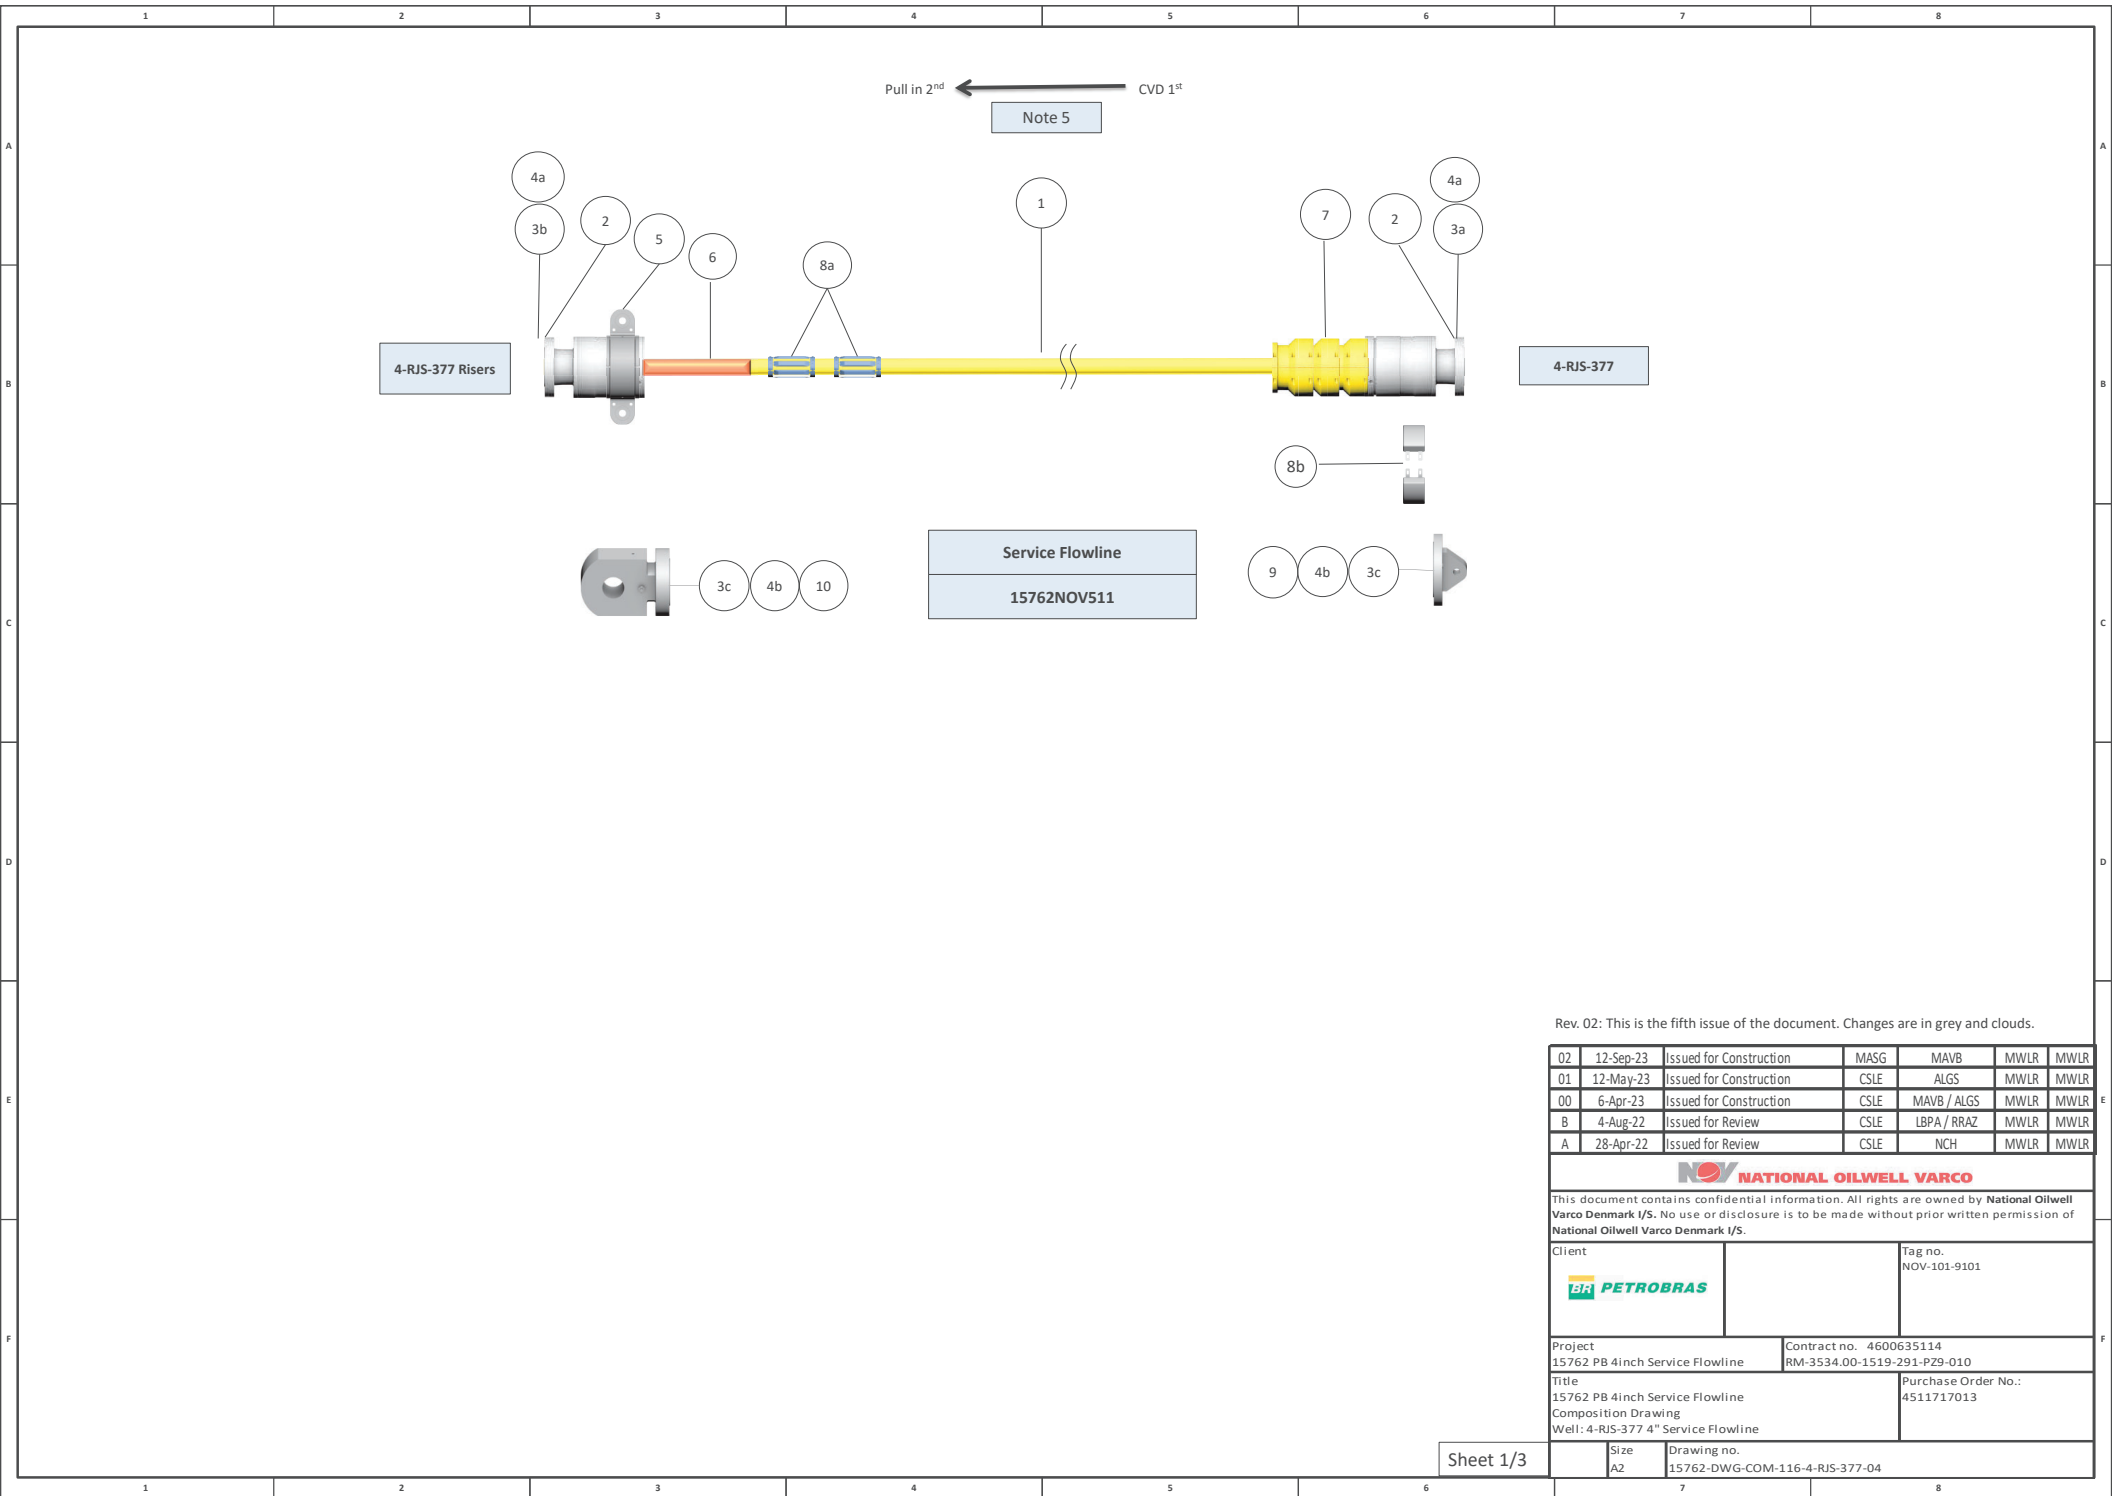 1 2 3 4 5 6 7 8
A A
B B
C C
D D
E E
F F
Pull in 2nd CVD 1st
Note 5
4a
3b
2
5
6
8a
1
7
2
4a
3a
4-RJS-377 Risers
4-RJS-377
8b
3c 4b 10
Service Flowline
15762NOV511
9 4b 3c
Rev. 02: This is the fifth issue of the document. Changes are in grey and clouds.
02 12-Sep-23 Issued for Construction MASG MAVB MWLR MWLR
01 12-May-23 Issued for Construction CSLE ALGS MWLR MWLR
00 6-Apr-23 Issued for Construction CSLE MAVB / ALGS MWLR MWLR
B 4-Aug-22 Issued for Review CSLE LBPA / RRAZ MWLR MWLR
A 28-Apr-22 Issued for Review CSLE NCH MWLR MWLR
NOV NATIONAL OILWELL VARCO
This document contains confidential information. All rights are owned by National Oilwell
Varco Denmark I/S. No use or disclosure is to be made without prior written permission of
National Oilwell Varco Denmark I/S.
Client
BR PETROBRAS
Tag no.
NOV-101-9101
Project
15762 PB 4inch Service Flowline
Contract no. 4600635114
RM-3534.00-1519-291-PZ9-010
Title
15762 PB 4inch Service Flowline
Composition Drawing
Well: 4-RJS-377 4" Service Flowline
Purchase Order No.:
4511717013
Sheet 1/3
Size
A2
Drawing no.
15762-DWG-COM-116-4-RJS-377-04
1 2 3 4 5 6 7 8